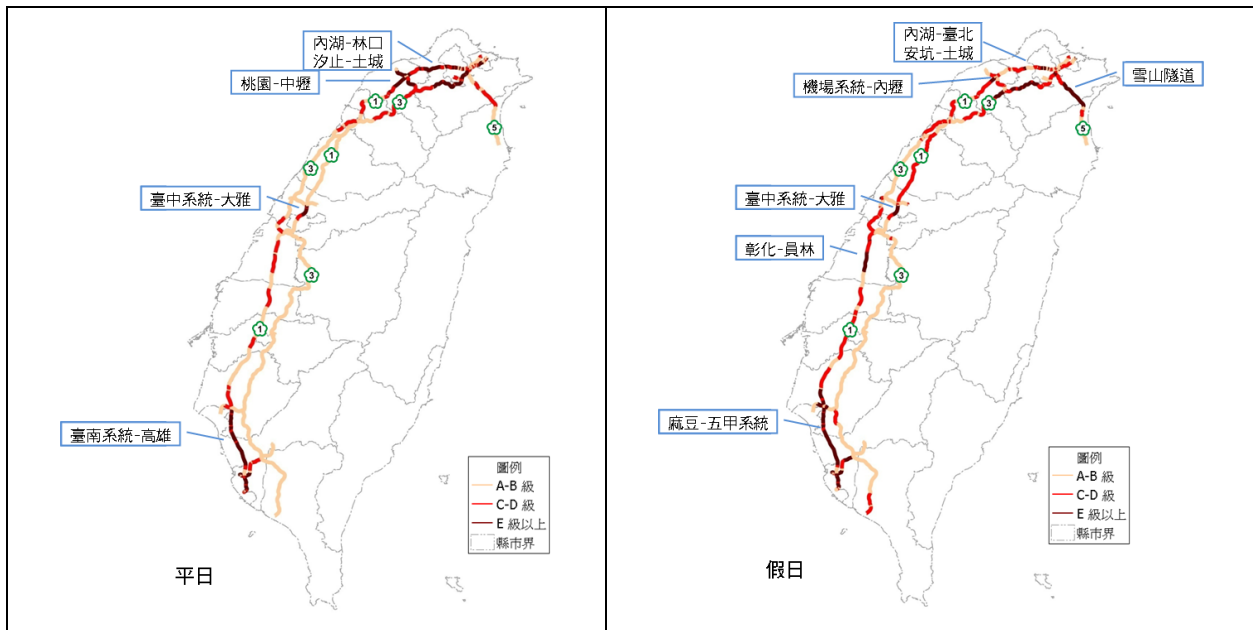 內湖-林口
汐止-土城
桃園-中壢
1
3
5
1
3
臺中系統-大雅
3
1
臺南系統-高雄
圖例
A-B 級
C-D 級
E 級以上
縣市界
平日
內湖-臺北
安坑-土城
機場系統-內壢
雪山隧道
1
3
5
1
3
臺中系統-大雅
彰化-員林
3
1
麻豆-五甲系統
圖例
A-B 級
C-D 級
E 級以上
縣市界
假日